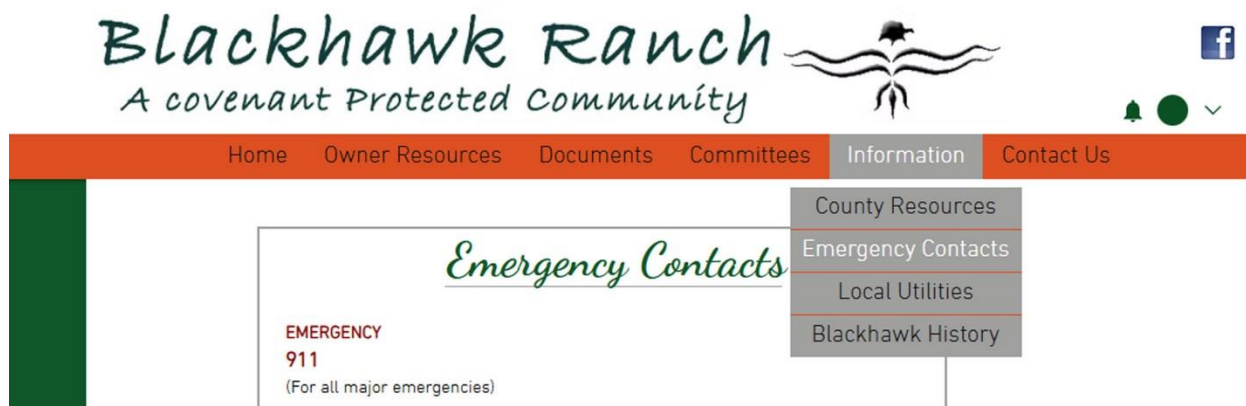 Blackhawk Ranch
A covenant Protected Community
f
Home Owner Resources Documents Committees Information Contact Us
County Resources
Emergency Contacts
Local Utilities
Blackhawk History
Emergency Contacts
EMERGENCY
911
(For all major emergencies)